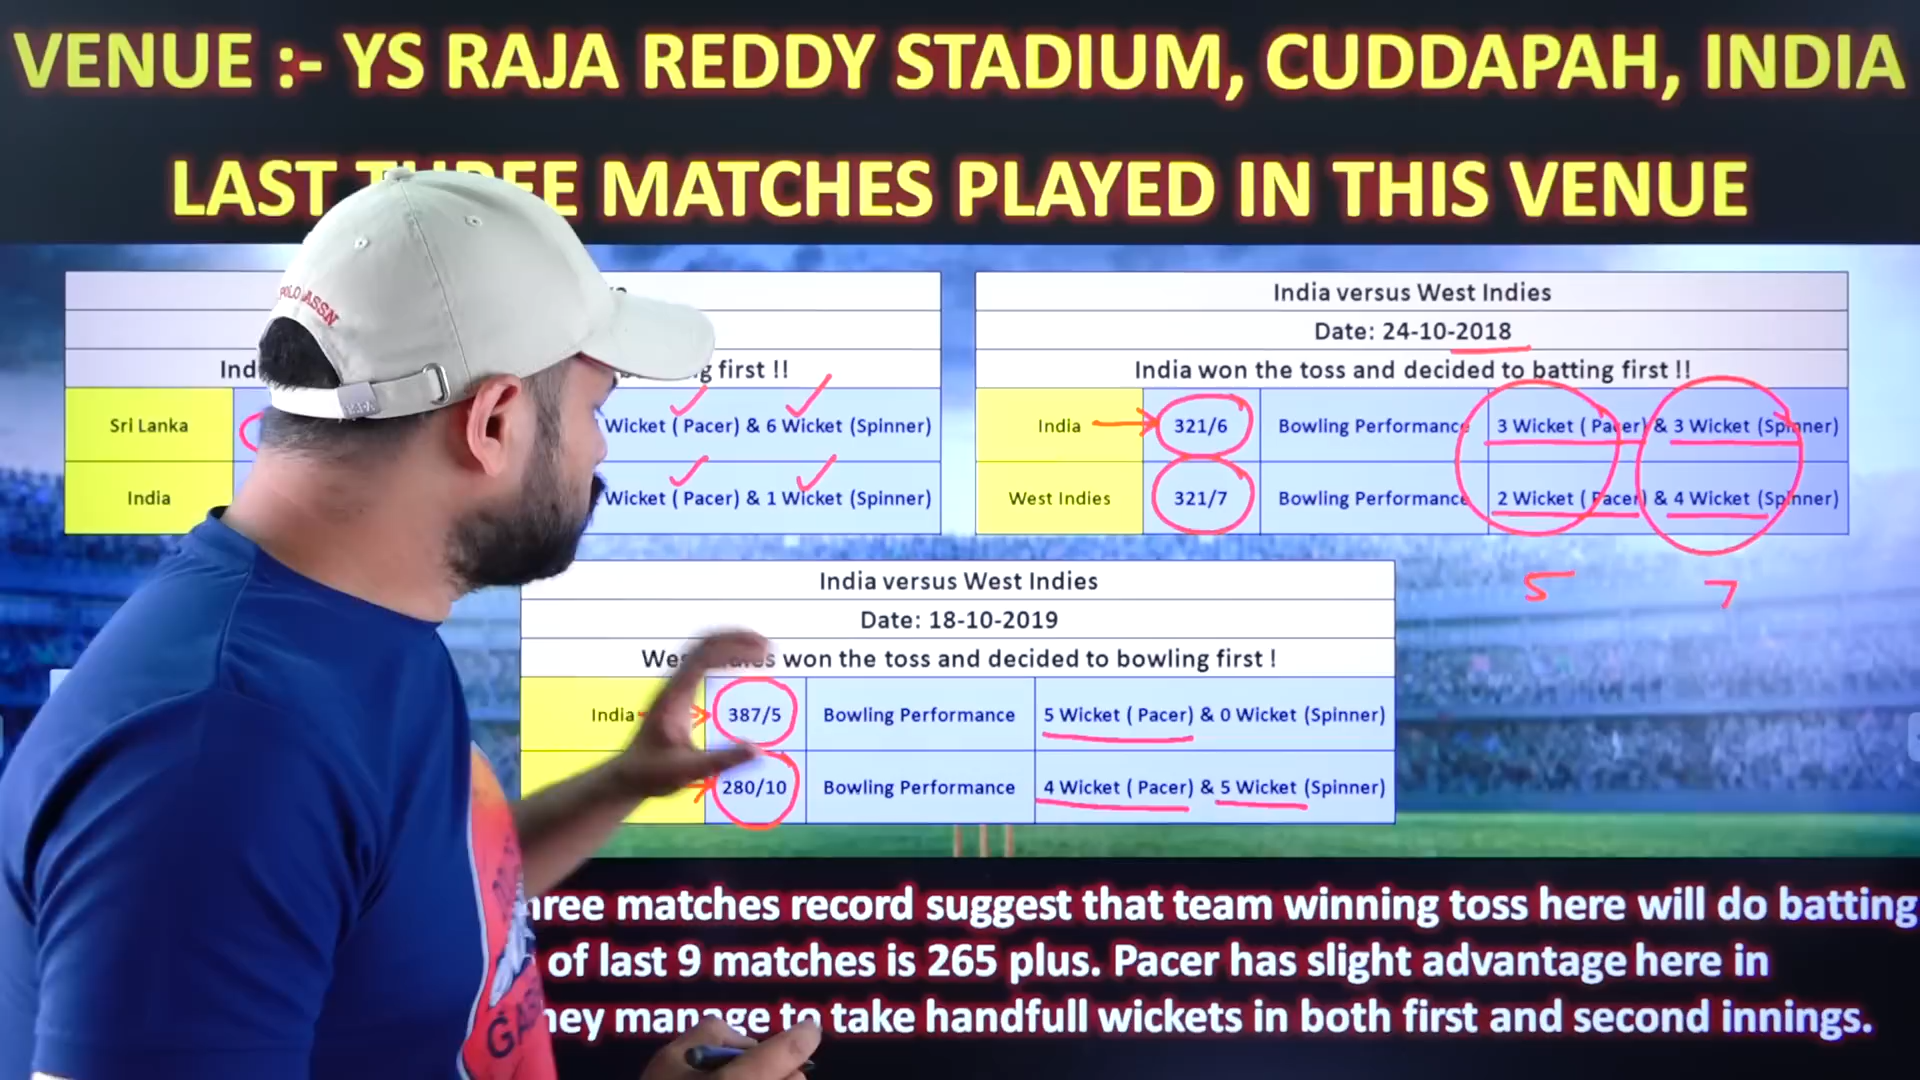 VENUE :- YS RAJA REDDY STADIUM, CUDDAPAH, INDIA
LAST THREE MATCHES PLAYED IN THIS VENUE
first !!
Sri Lanka
Wicket ( Pacer) & 6 Wicket (Spinner)
India
Wicket ( Pacer) & 1 Wicket (Spinner)
India versus West Indies
Date: 24-10-2018
India won the toss and decided to batting first !!
India 321/6 Bowling Performance 3 Wicket ( Pacer) & 3 Wicket (Spinner)
West Indies 321/7 Bowling Performance 2 Wicket ( Pacer) & 4 Wicket (Spinner)
5 7
India versus West Indies
Date: 18-10-2019
West Indies won the toss and decided to bowling first !
India 387/5 Bowling Performance 5 Wicket ( Pacer) & 0 Wicket (Spinner)
280/10 Bowling Performance 4 Wicket ( Pacer) & 5 Wicket (Spinner)
matches record suggest that team winning toss here will do batting
of last 9 matches is 265 plus. Pacer has slight advantage here in
manage to take handfull wickets in both first and second innings.
POLO ASSN